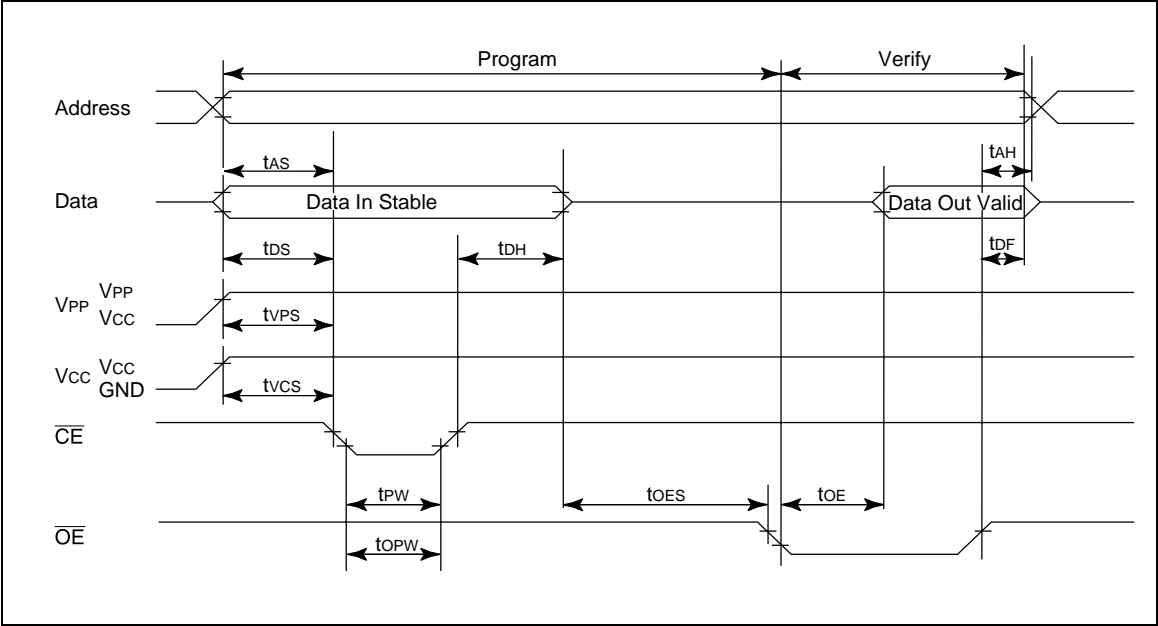 Program Verify
Address
tAS tAH
Data Data In Stable Data Out Valid
tDS tDH tDF
VPP VPP
VCC
tVPS
VCC VCC
GND
tVCS
CE
tPW tOES tOE
OE
tOPW